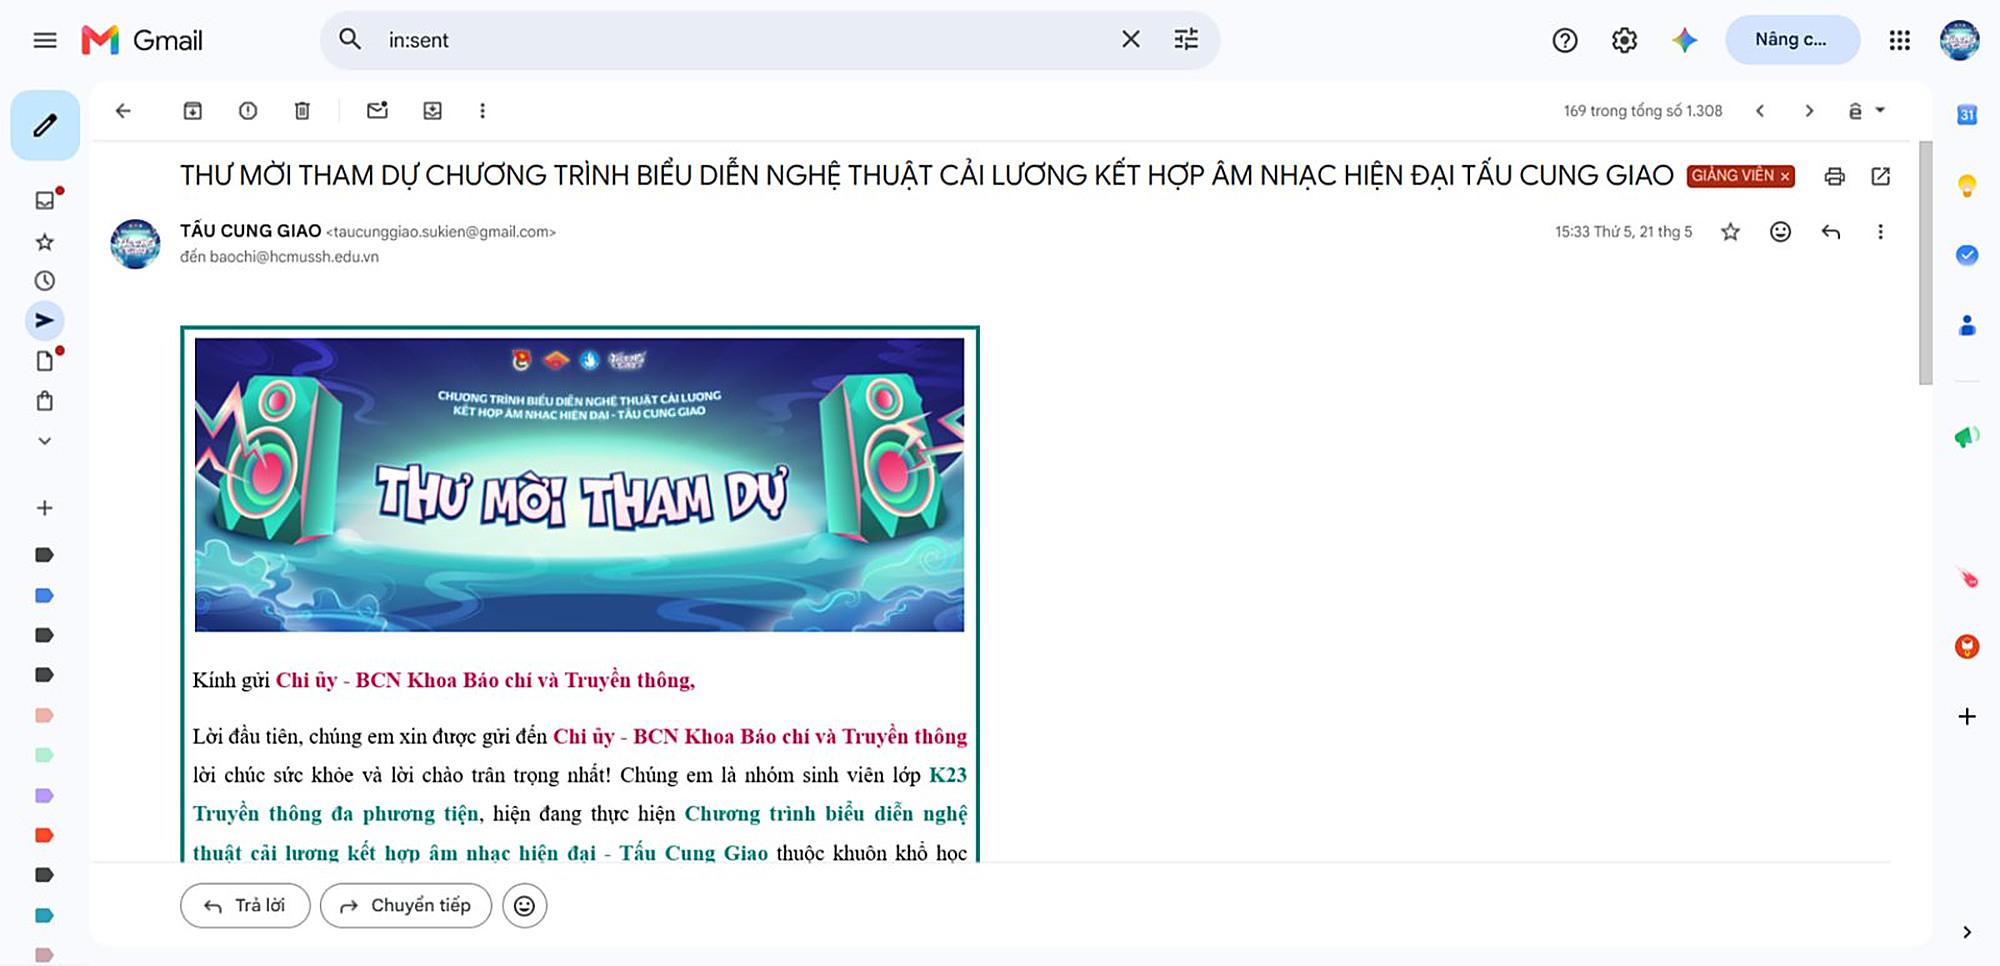 Gmail
in:sent
Nâng c...
169 trong tổng số 1.308
THƯ MỜI THAM DỰ CHƯƠNG TRÌNH BIỂU DIỄN NGHỆ THUẬT CẢI LƯƠNG KẾT HỢP ÂM NHẠC HIỆN ĐẠI TẤU CUNG GIAO
GIẢNG VIÊN ×
TẤU CUNG GIAO <taucunggiao.sukien@gmail.com>
15:33 Thứ 5, 21 thg 5
đến baochi@hcmussh.edu.vn
31
CHƯƠNG TRÌNH BIỂU DIỄN NGHỆ THUẬT CẢI LƯƠNG
KẾT HỢP ÂM NHẠC HIỆN ĐẠI - TẤU CUNG GIAO
THƯ MỜI THAM DỰ
Kính gửi Chi ủy - BCN Khoa Báo chí và Truyền thông,
Lời đầu tiên, chúng em xin được gửi đến Chi ủy - BCN Khoa Báo chí và Truyền thông
lời chúc sức khỏe và lời chào trân trọng nhất! Chúng em là nhóm sinh viên lớp K23
Truyền thông đa phương tiện, hiện đang thực hiện Chương trình biểu diễn nghệ
thuật cải lương kết hợp âm nhạc hiện đại - Tấu Cung Giao thuộc khuôn khổ học
Trả lời
Chuyển tiếp